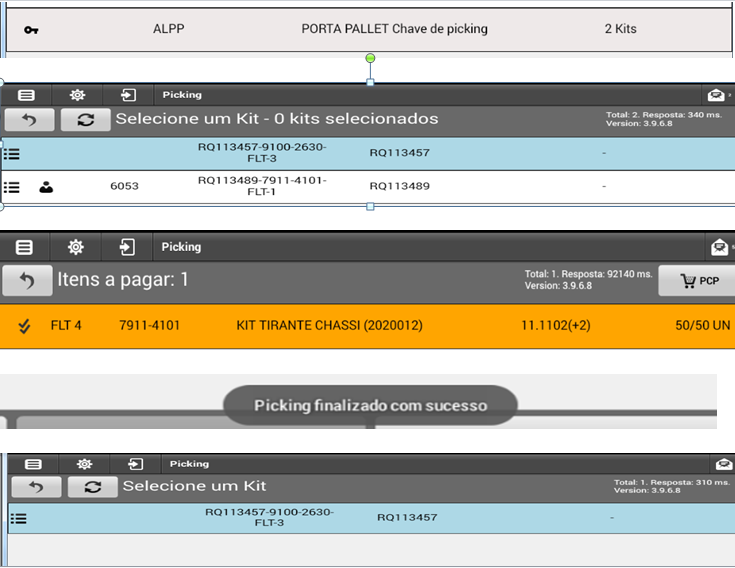 ALPP PORTA PALLET Chave de picking 2 Kits
Picking
Selecione um Kit - 0 kits selecionados
Total: 2. Resposta: 340 ms.
Version: 3.9.6.8
RQ113457-9100-2630-
FLT-3
RQ113457
-
6053
RQ113489-7911-4101-
FLT-1
RQ113489
-
Picking
Itens a pagar: 1
Total: 1. Resposta: 92140 ms.
Version: 3.9.6.8
PCP
FLT 4 7911-4101 KIT TIRANTE CHASSI (2020012) 11.1102(+2) 50/50 UN
Picking finalizado com sucesso
Picking
Selecione um Kit
Total: 1. Resposta: 310 ms.
Version: 3.9.6.8
RQ113457-9100-2630-
FLT-3
RQ113457
-